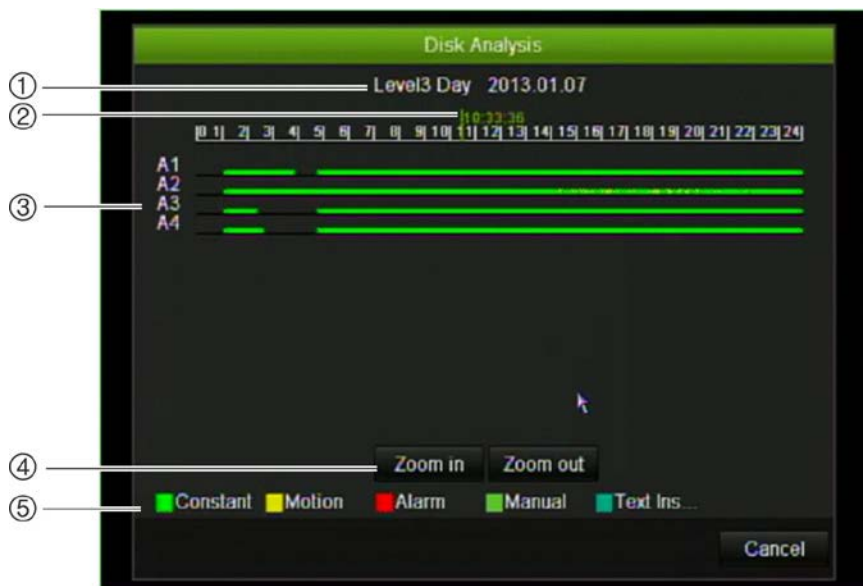 Disk Analysis
① Level3 Day 2013.01.07
② 10:33:36
|0 1| 2| 3| 4| 5| 6| 7| 8| 9| 10| 11| 12| 13| 14| 15| 16| 17| 18| 19| 20| 21| 22| 23| 24|
A1
A2
③ A3
A4
④ Zoom in Zoom out
⑤ Constant Motion Alarm Manual Text Ins...
Cancel